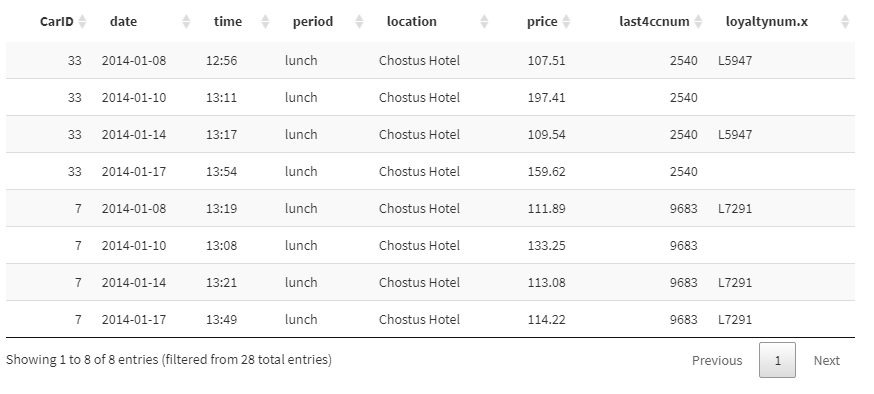 CarID date time period location price last4ccnum loyaltynum.x
33 2014-01-08 12:56 lunch Chostus Hotel 107.51 2540 L5947
33 2014-01-10 13:11 lunch Chostus Hotel 197.41 2540
33 2014-01-14 13:17 lunch Chostus Hotel 109.54 2540 L5947
33 2014-01-17 13:54 lunch Chostus Hotel 159.62 2540
7 2014-01-08 13:19 lunch Chostus Hotel 111.89 9683 L7291
7 2014-01-10 13:08 lunch Chostus Hotel 133.25 9683
7 2014-01-14 13:21 lunch Chostus Hotel 113.08 9683 L7291
7 2014-01-17 13:49 lunch Chostus Hotel 114.22 9683 L7291
Showing 1 to 8 of 8 entries (filtered from 28 total entries) Previous 1 Next